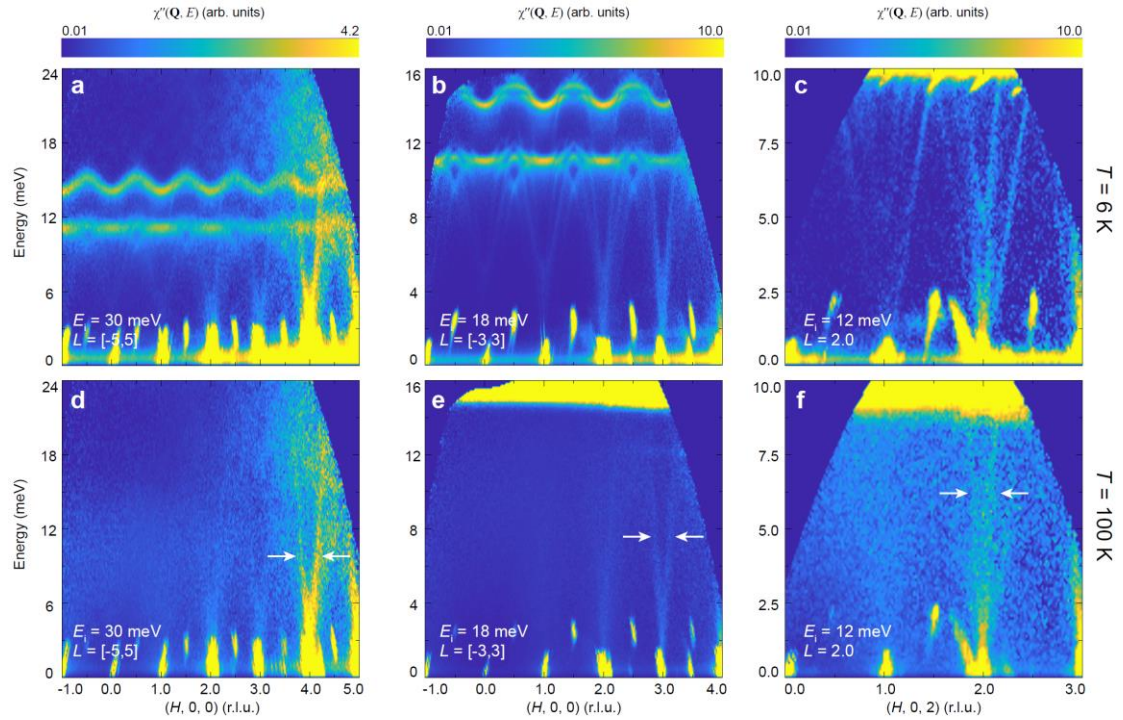 χ″(Q, E) (arb. units) χ″(Q, E) (arb. units) χ″(Q, E) (arb. units)
0.01 4.2 0.01 10.0 0.01 10.0
a
24
18
12
6
0
Energy (meV)
Ei = 30 meV
L = [-5,5]
b
16
12
8
4
0
Ei = 18 meV
L = [-3,3]
c
10.0
7.5
5.0
2.5
0.0
Ei = 12 meV
L = 2.0
T = 6 K
d
24
18
12
6
0
Energy (meV)
Ei = 30 meV
L = [-5,5]
-1.0 0.0 1.0 2.0 3.0 4.0 5.0
(H, 0, 0) (r.l.u.)
e
16
12
8
4
0
Ei = 18 meV
L = [-3,3]
-1.0 0.0 1.0 2.0 3.0 4.0
(H, 0, 0) (r.l.u.)
f
10.0
7.5
5.0
2.5
0.0
Ei = 12 meV
L = 2.0
0.0 1.0 2.0 3.0
(H, 0, 2) (r.l.u.)
T = 100 K